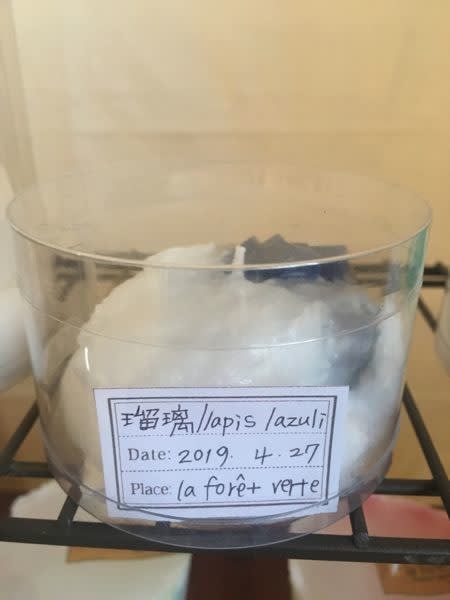 瑠璃/lapis lazuli
Date: 2019. 4. 27
Place: la forêt verte